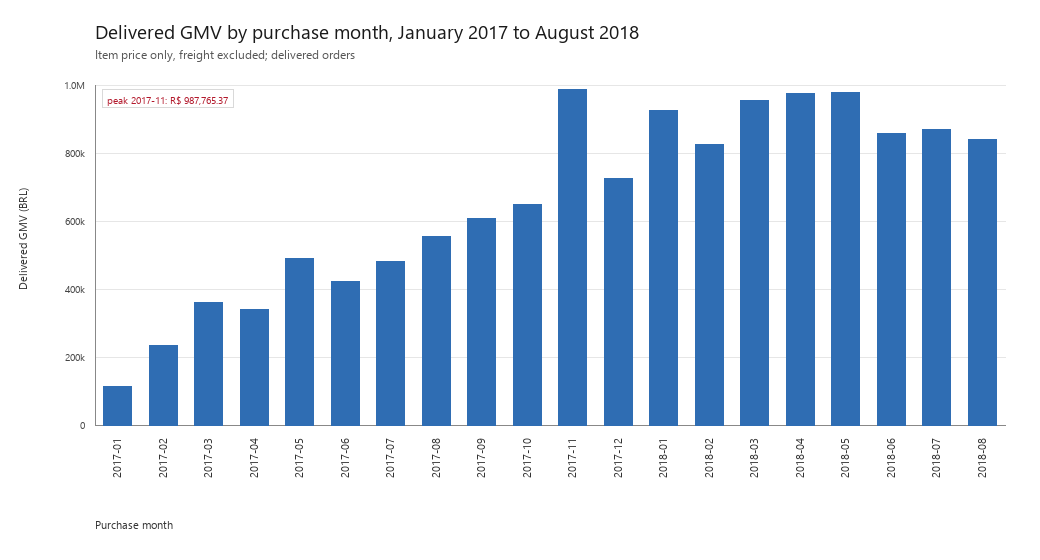 Delivered GMV by purchase month, January 2017 to August 2018
Item price only, freight excluded; delivered orders
peak 2017-11: R$ 987,765.37
1.0M
800k
600k
400k
200k
0
Delivered GMV (BRL)
2017-01
2017-02
2017-03
2017-04
2017-05
2017-06
2017-07
2017-08
2017-09
2017-10
2017-11
2017-12
2018-01
2018-02
2018-03
2018-04
2018-05
2018-06
2018-07
2018-08
Purchase month